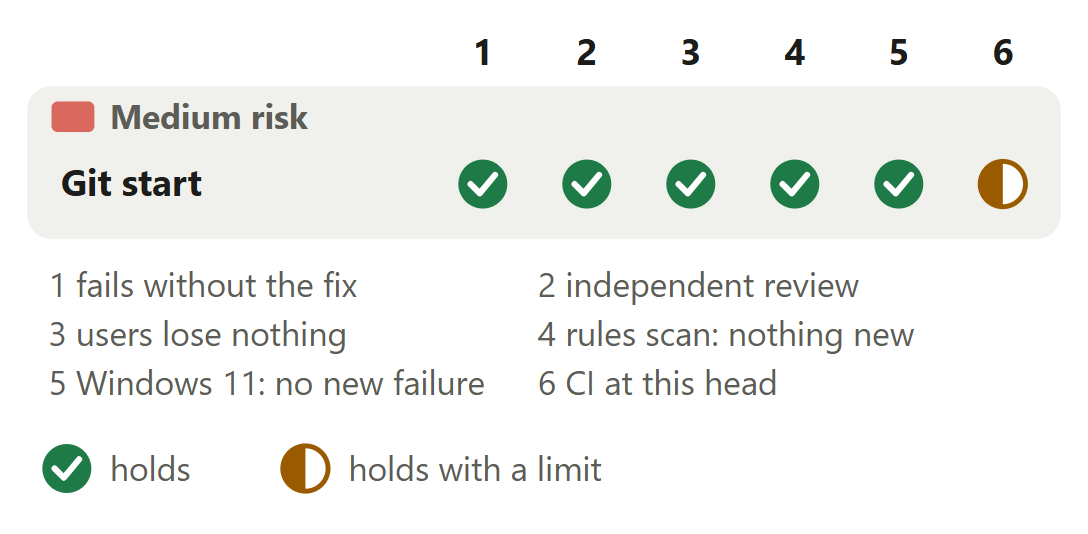 1 2 3 4 5 6
Medium risk
Git start
1 fails without the fix
2 independent review
3 users lose nothing
4 rules scan: nothing new
5 Windows 11: no new failure
6 CI at this head
holds
holds with a limit